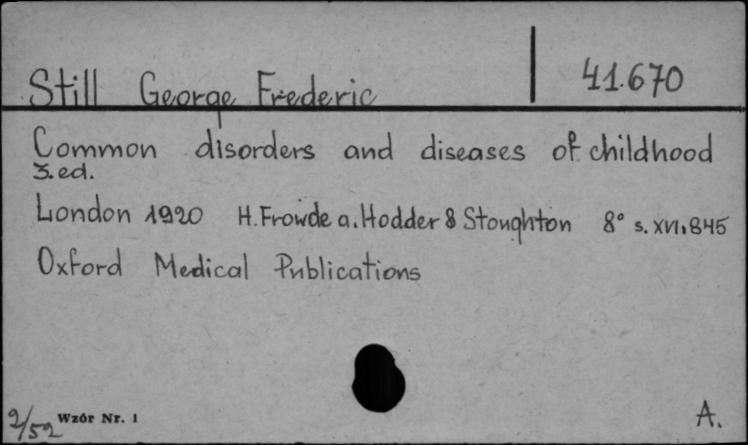 Still George Frederic 41.670
Common disorders and diseases of childhood
3. ed.
London 1920 H. Frowde a. Hodder & Stoughton 8° s. XVI, 845
Oxford Medical Publications
2/52 Wzór Nr. 1 A.